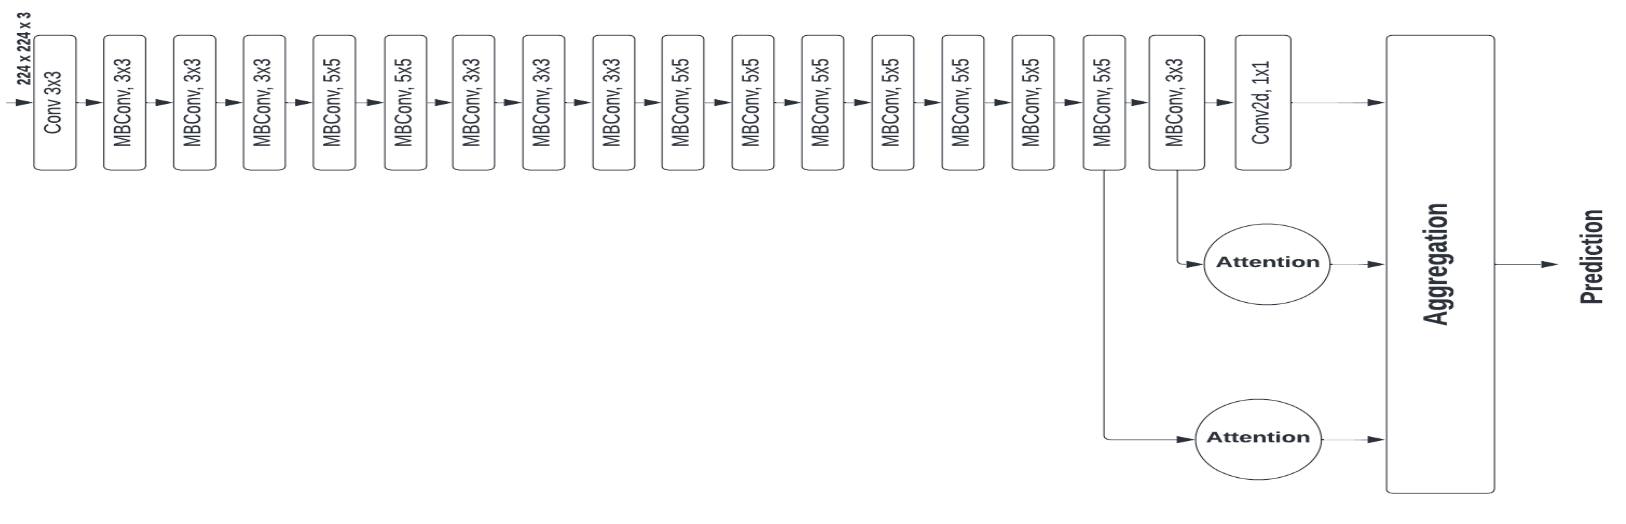 224 x 224 x 3
Conv 3x3
MBConv, 3x3
MBConv, 3x3
MBConv, 3x3
MBConv, 5x5
MBConv, 5x5
MBConv, 3x3
MBConv, 3x3
MBConv, 3x3
MBConv, 5x5
MBConv, 5x5
MBConv, 5x5
MBConv, 5x5
MBConv, 5x5
MBConv, 5x5
MBConv, 5x5
MBConv, 3x3
Conv2d, 1x1
Attention
Attention
Aggregation
Prediction